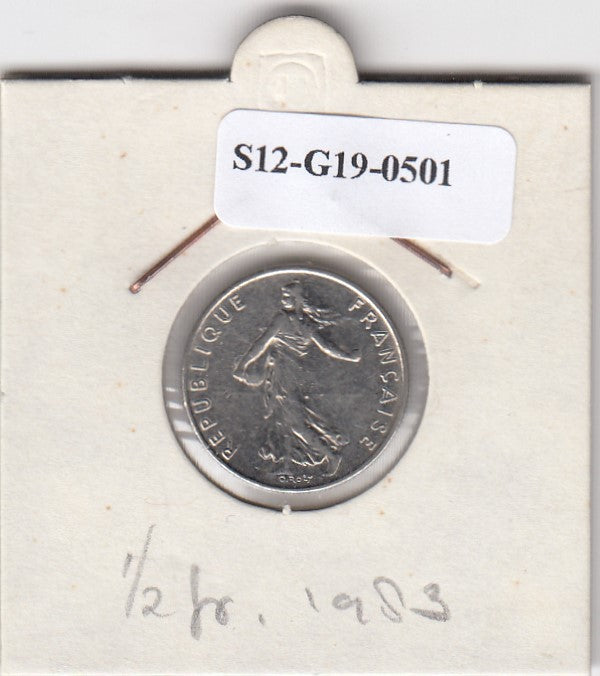 S12-G19-0501
REPUBLIQUE FRANÇAISE
O.Roty
1/2 fr. 1983